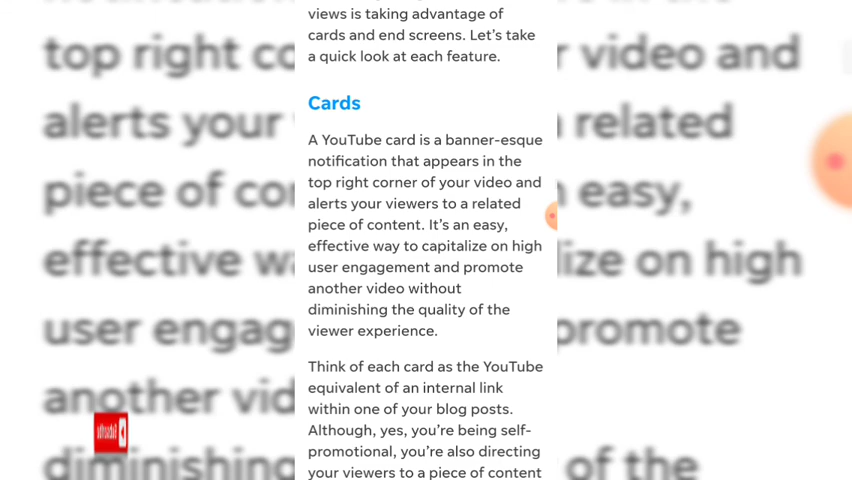 views is taking advantage of
cards and end screens. Let’s take
a quick look at each feature.
Cards
A YouTube card is a banner-esque
notification that appears in the
top right corner of your video and
alerts your viewers to a related
piece of content. It’s an easy,
effective way to capitalize on high
user engagement and promote
another video without
diminishing the quality of the
viewer experience.
Think of each card as the YouTube
equivalent of an internal link
within one of your blog posts.
Although, yes, you’re being self-
promotional, you’re also directing
your viewers to a piece of content